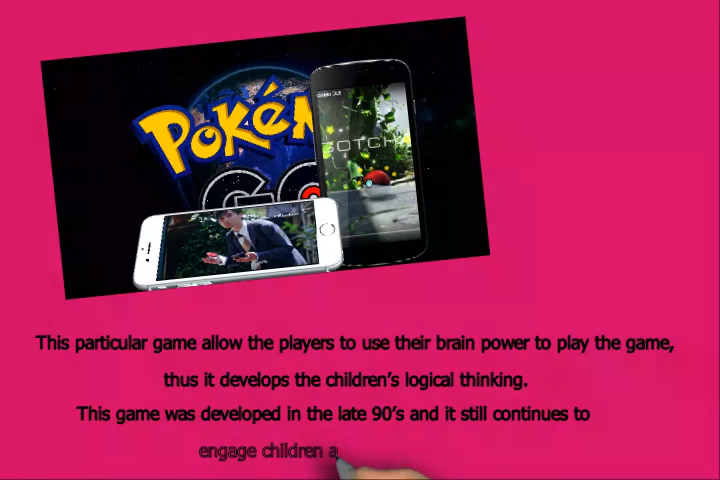 POKÉM
GO
GOTCH
This particular game allow the players to use their brain power to play the game,
thus it develops the children's logical thinking.
This game was developed in the late 90's and it still continues to
engage children a